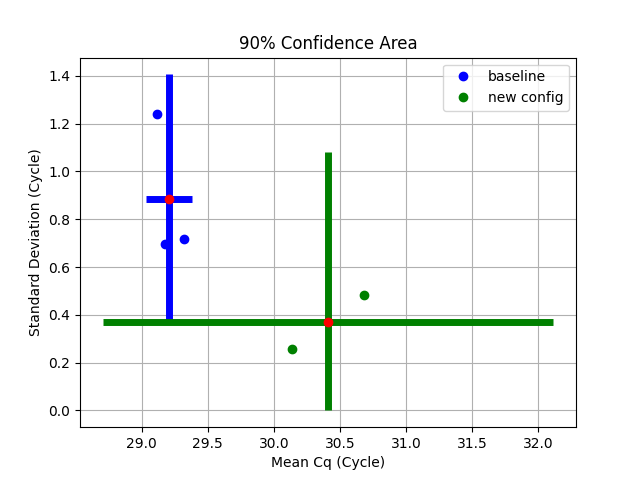 90% Confidence Area
baseline
new config
Standard Deviation (Cycle)
1.4
1.2
1.0
0.8
0.6
0.4
0.2
0.0
29.0 29.5 30.0 30.5 31.0 31.5 32.0
Mean Cq (Cycle)